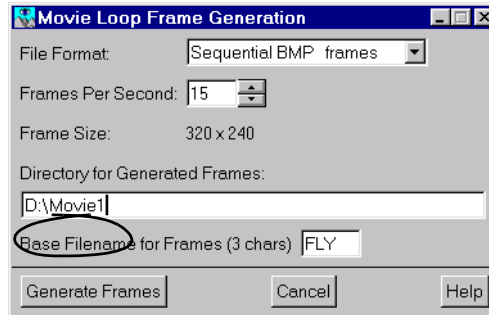 Movie Loop Frame Generation
File Format: Sequential BMP frames
Frames Per Second: 15
Frame Size: 320 x 240
Directory for Generated Frames:
D:\Movie1
Base Filename for Frames (3 chars) FLY
Generate Frames Cancel Help